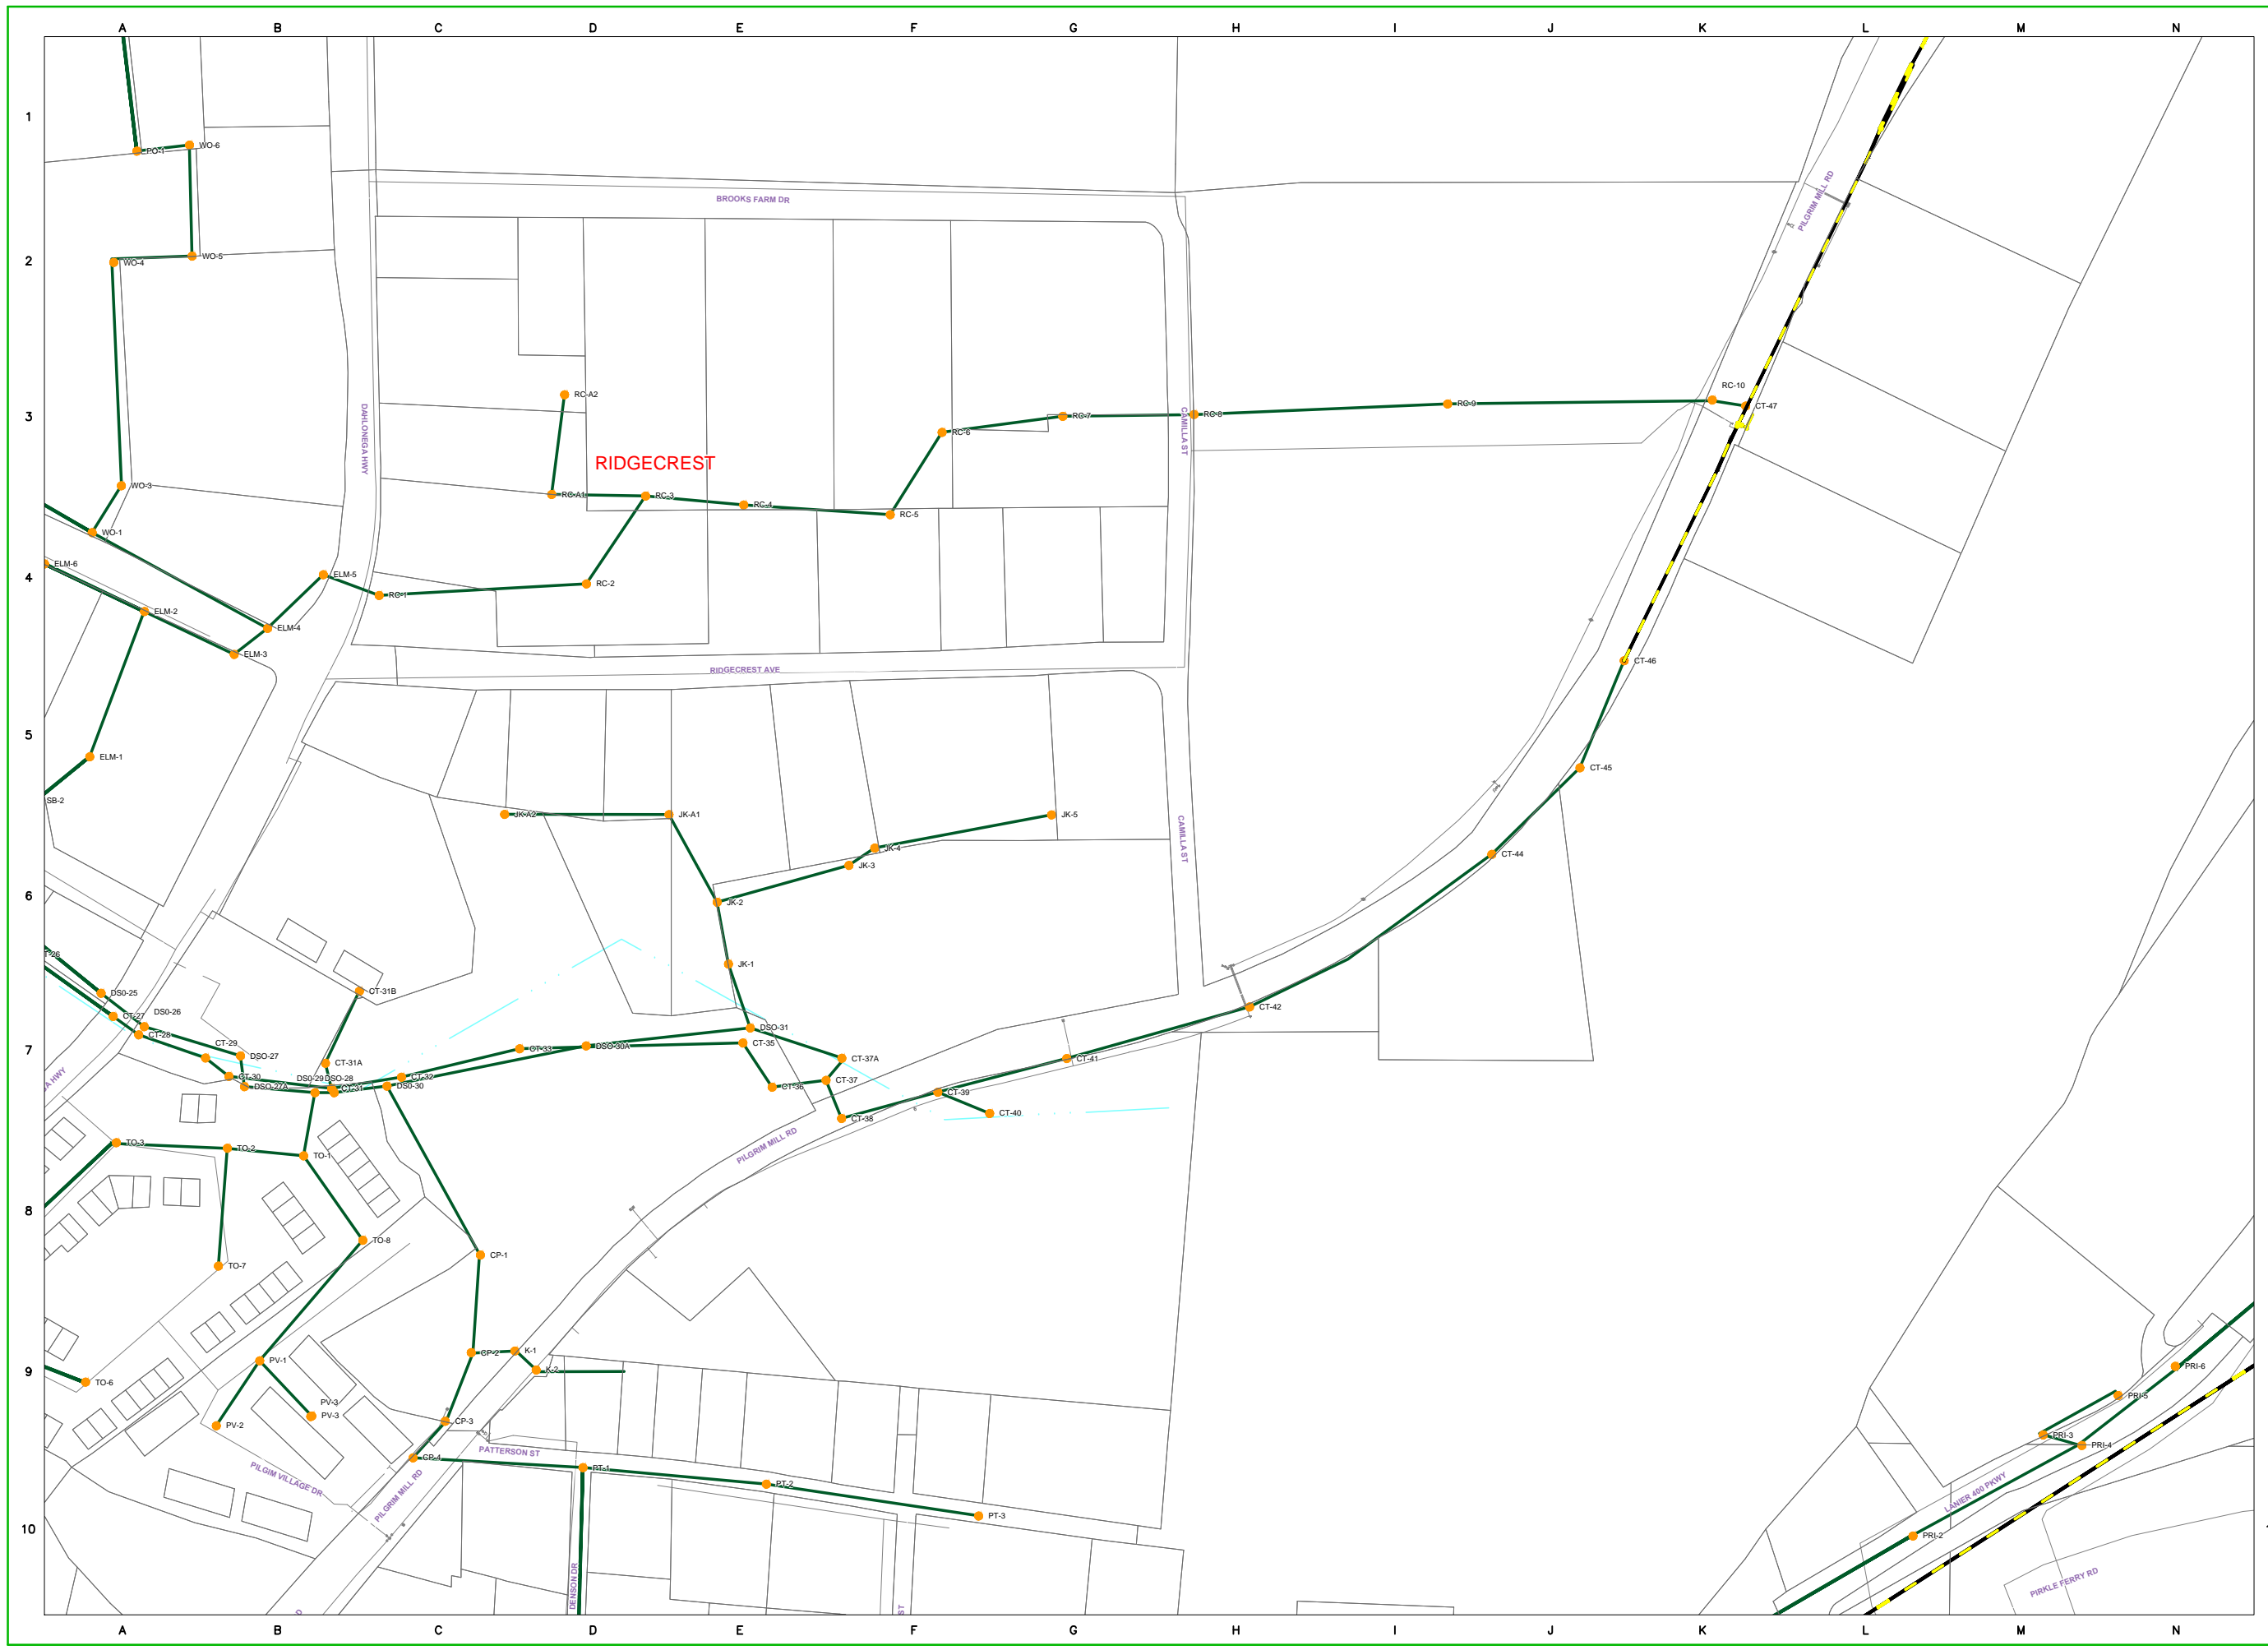 A B C D E F G H I J K L M N
1
PO-1
WO-6
PILGRIM MILL RD
BROOKS FARM DR
2
WO-4
WO-5
RC-A2
RC-10
3
DAHLONEGA HWY
RC-6
RC-7
CAMILLA ST
RC-8
RC-9
CT-47
RIDGECREST
WO-3
RC-A1
RC-3
RC-4
RC-5
WO-1
ELM-6
4
ELM-5
RC-1
RC-2
ELM-2
ELM-4
ELM-3
CT-46
RIDGECREST AVE
5
ELM-1
CT-45
SB-2
JK-A2
JK-A1
JK-5
CAMILLA ST
JK-4
JK-3
CT-44
6
JK-2
T-26
JK-1
DS0-25
CT-31B
CT-27
DS0-26
CT-42
CT-28
DSO-31
7
CT-29
DSO-27
CT-33
DSO-30A
CT-35
CT-37A
CT-41
CT-31A
A HWY
CT-30
DSO-27A
DS0-29
DSO-28
CT-31
CT-32
DS0-30
CT-36
CT-37
CT-39
CT-38
CT-40
TO-3
TO-2
TO-1
PILGRIM MILL RD
8
TO-8
CP-1
TO-7
9
PV-1
CP-2
K-1
K-2
PRI-6
TO-6
PV-3
PV-3
PV-2
CP-3
PRI-5
PRI-3
PRI-4
PATTERSON ST
CP-4
PT-1
PT-2
PILGIM VILLAGE DR
PILGRIM MILL RD
LANIER 400 PKWY
10
PT-3
PRI-2
DENSON DR
PIRKLE FERRY RD
D
ST
A B C D E F G H I J K L M N